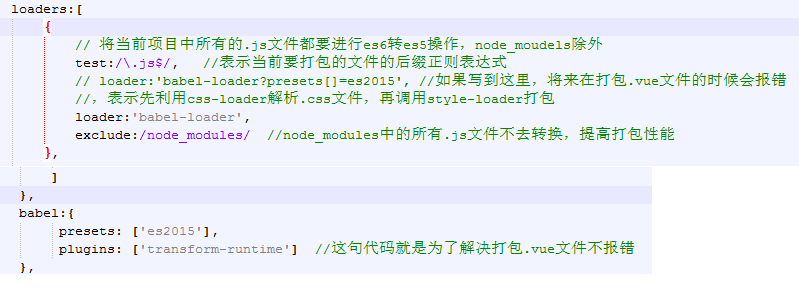 loaders:[
{
// 将当前项目中所有的.js文件都要进行es6转es5操作，node_moudels除外
test:/\.js$/,   //表示当前要打包的文件的后缀正则表达式
// loader:'babel-loader?presets[]=es2015', //如果写到这里，将来在打包.vue文件的时候会报错
//，表示先利用css-loader解析.css文件，再调用style-loader打包
loader:'babel-loader',
exclude:/node_modules/  //node_modules中的所有.js文件不去转换，提高打包性能
},
]
},
babel:{
presets: ['es2015'],
plugins: ['transform-runtime']  //这句代码就是为了解决打包.vue文件不报错
},